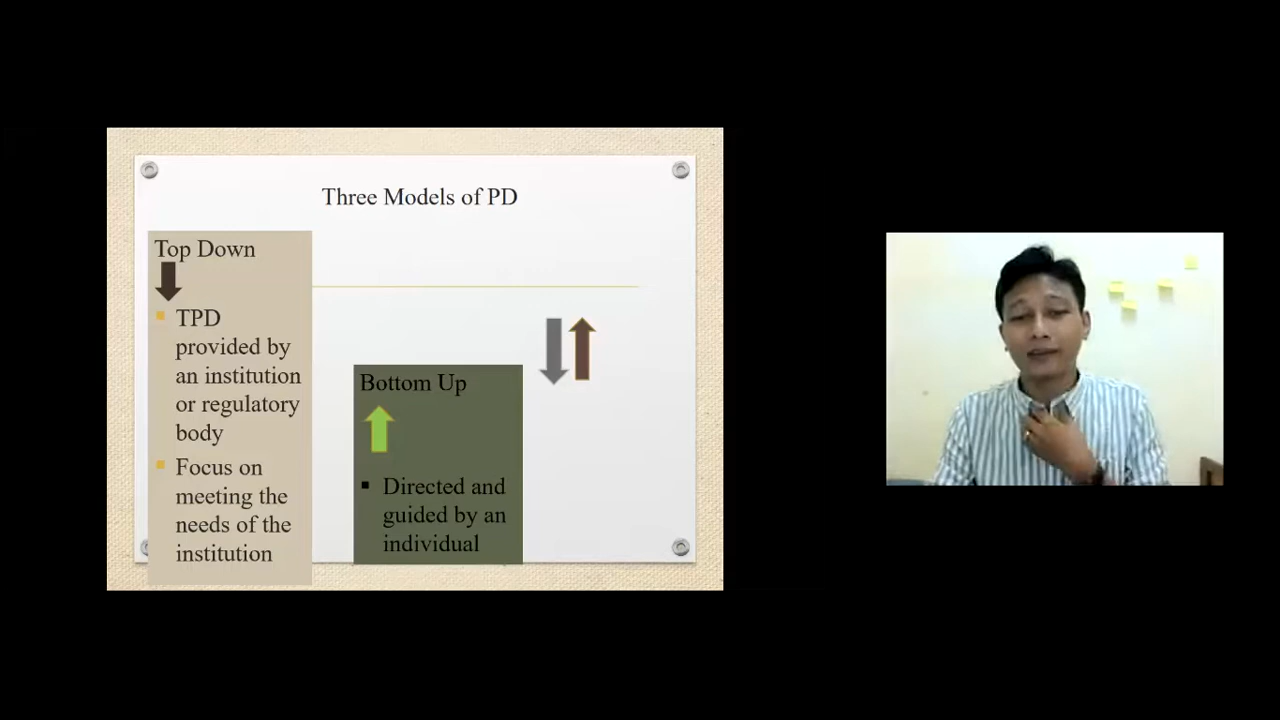 Three Models of PD
Top Down
TPD
provided by
an institution
or regulatory
body
Focus on
meeting the
needs of the
institution
Bottom Up
Directed and
guided by an
individual